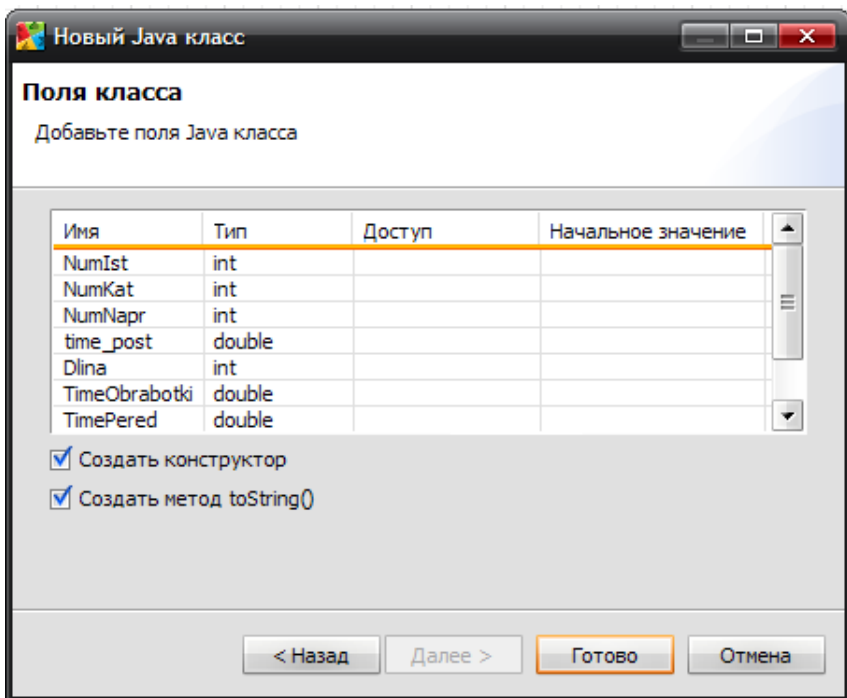 Новый Java класс
Поля класса
Добавьте поля Java класса
Имя Тип Доступ Начальное значение
NumIst int
NumKat int
NumNapr int
time_post double
Dlina int
TimeObrabotki double
TimePered double
Создать конструктор
Создать метод toString()
< Назад Далее > Готово Отмена